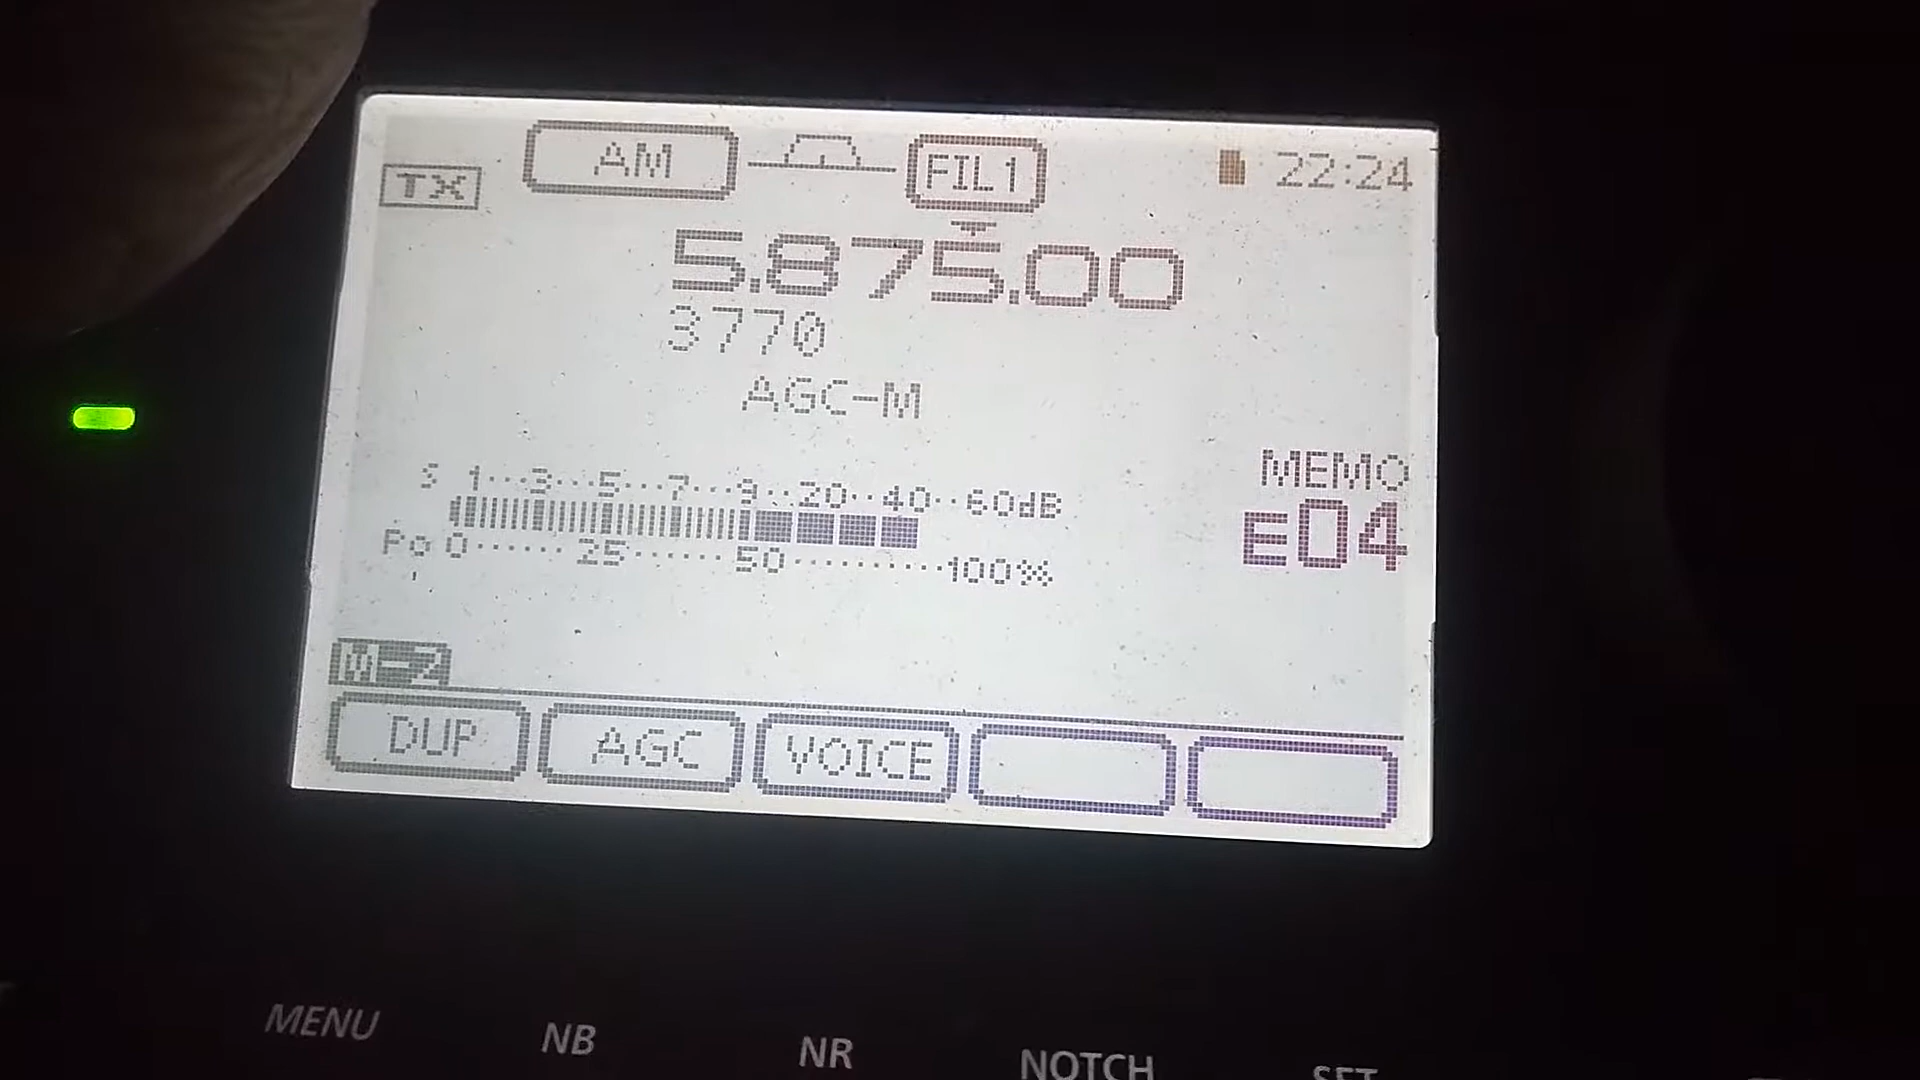 AM FIL1 22:24
TX
5.875.00
3770
AGC-M
S 1···3···5···7···9··20··40··60dB
Po 0······25······50··········100%
MEMO
E04
M-2
DUP AGC VOICE
MENU NB NR NOTCH SET